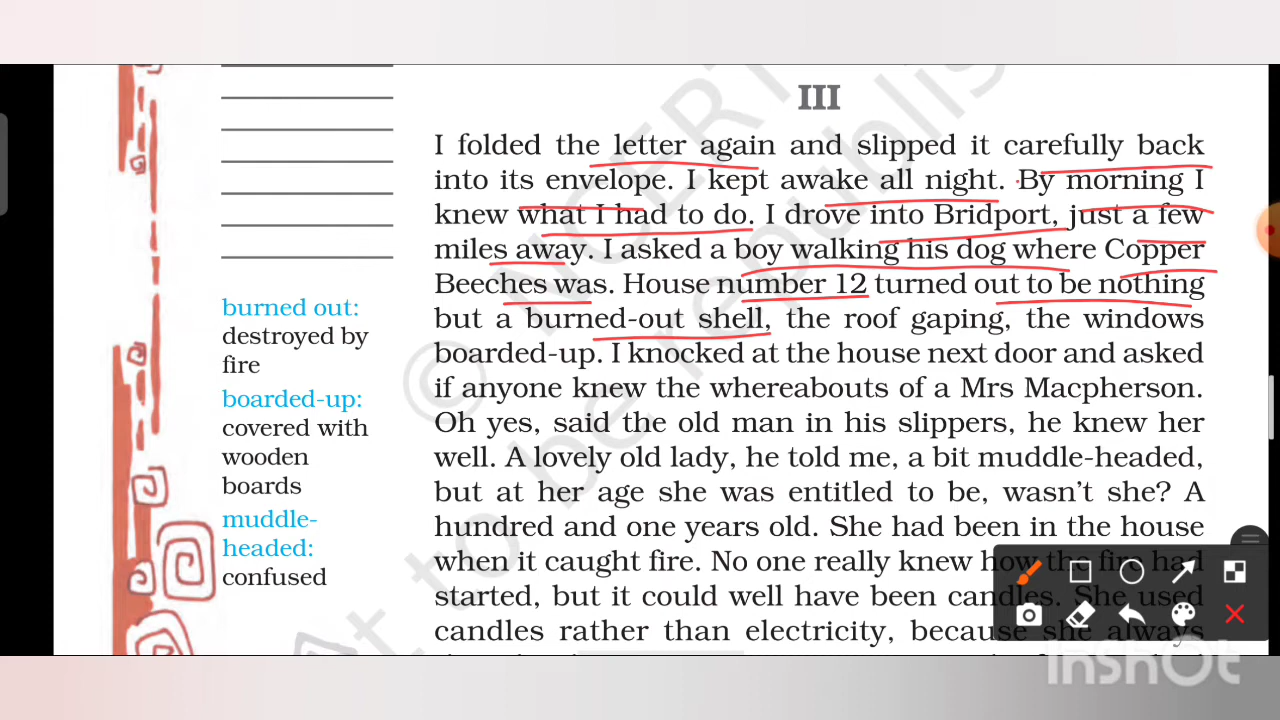 III
I folded the letter again and slipped it carefully back
into its envelope. I kept awake all night. By morning I
knew what I had to do. I drove into Bridport, just a few
miles away. I asked a boy walking his dog where Copper
Beeches was. House number 12 turned out to be nothing
but a burned-out shell, the roof gaping, the windows
boarded-up. I knocked at the house next door and asked
if anyone knew the whereabouts of a Mrs Macpherson.
Oh yes, said the old man in his slippers, he knew her
well. A lovely old lady, he told me, a bit muddle-headed,
but at her age she was entitled to be, wasn't she? A
hundred and one years old. She had been in the house
when it caught fire. No one really knew how the fire had
started, but it could well have been candles. She used
candles rather than electricity, because she always
burned out:
destroyed by
fire
boarded-up:
covered with
wooden
boards
muddle-
headed:
confused
© NCERT
not to be republis
InShOt